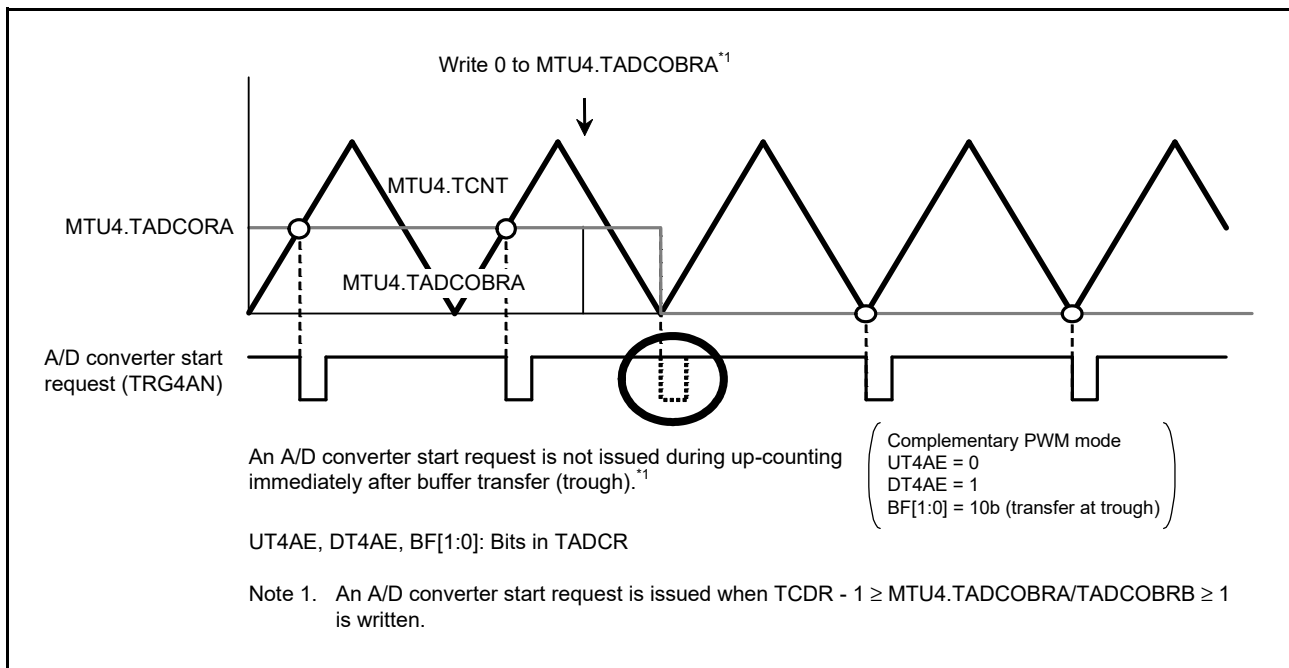 Write 0 to MTU4.TADCOBRA*1
MTU4.TCNT
MTU4.TADCORA
MTU4.TADCOBRA
A/D converter start
request (TRG4AN)
An A/D converter start request is not issued during up-counting
immediately after buffer transfer (trough).*1
Complementary PWM mode
UT4AE = 0
DT4AE = 1
BF[1:0] = 10b (transfer at trough)
UT4AE, DT4AE, BF[1:0]: Bits in TADCR
Note 1. An A/D converter start request is issued when TCDR - 1 ≥ MTU4.TADCOBRA/TADCOBRB ≥ 1
is written.